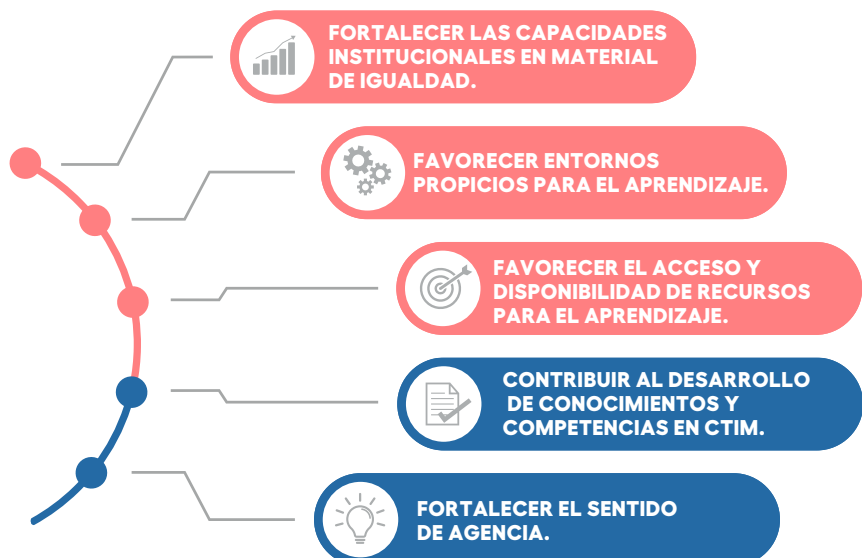 FORTALECER LAS CAPACIDADES
INSTITUCIONALES EN MATERIAL
DE IGUALDAD.
FAVORECER ENTORNOS
PROPICIOS PARA EL APRENDIZAJE.
FAVORECER EL ACCESO Y
DISPONIBILIDAD DE RECURSOS
PARA EL APRENDIZAJE.
CONTRIBUIR AL DESARROLLO
DE CONOCIMIENTOS Y
COMPETENCIAS EN CTIM.
FORTALECER EL SENTIDO
DE AGENCIA.